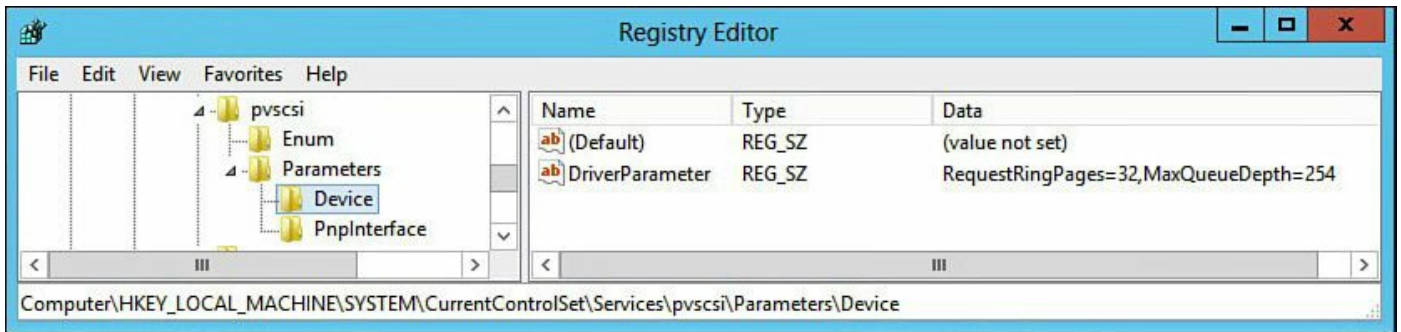 Registry Editor
File Edit View Favorites Help
pvscsi
Enum
Parameters
Device
PnpInterface
Name Type Data
(Default) REG_SZ (value not set)
DriverParameter REG_SZ RequestRingPages=32,MaxQueueDepth=254
Computer\HKEY_LOCAL_MACHINE\SYSTEM\CurrentControlSet\Services\pvscsi\Parameters\Device